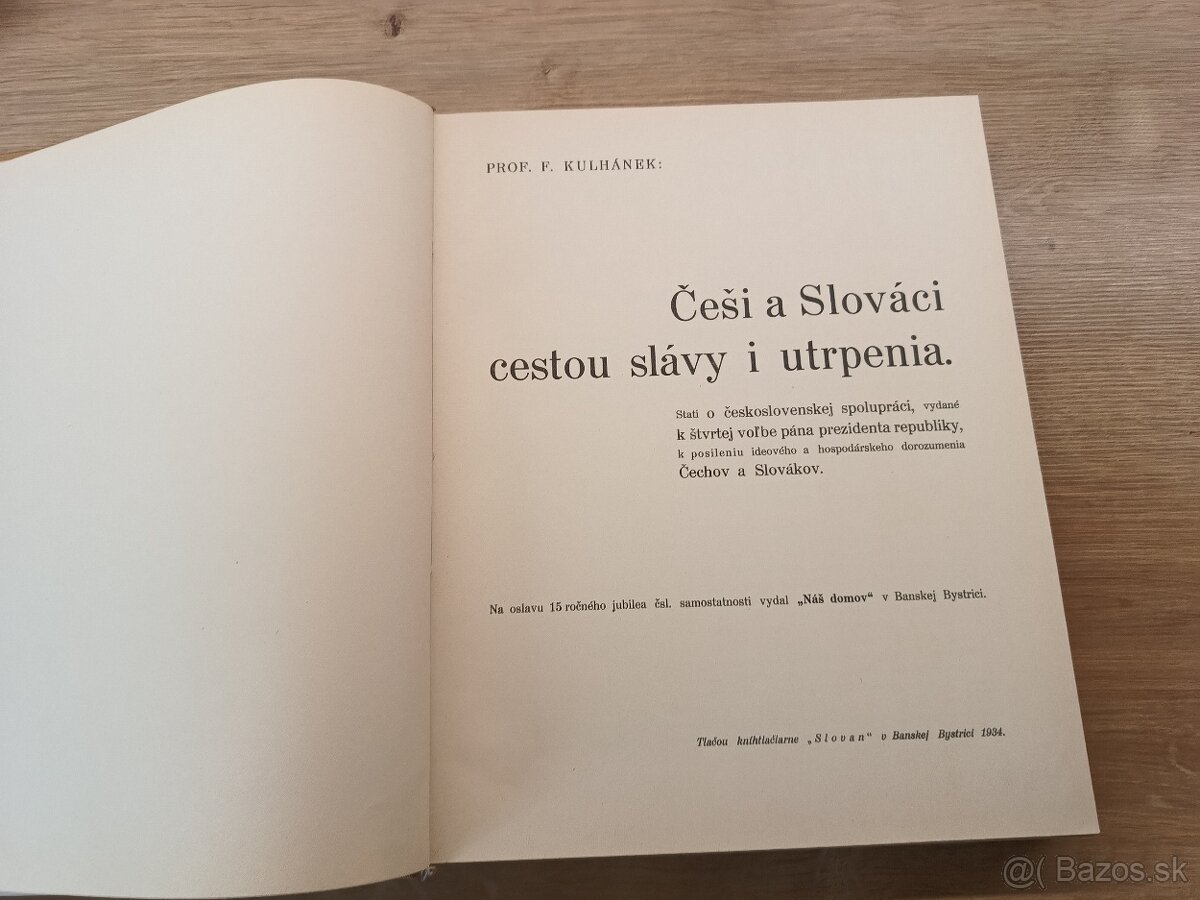 PROF. F. KULHÁNEK:
Češi a Slováci
cestou slávy i utrpenia.
Stati o československej spolupráci, vydané
k štvrtej voľbe pána prezidenta republiky,
k posileniu ideového a hospodárskeho dorozumenia
Čechov a Slovákov.
Na oslavu 15 ročného jubilea čsl. samostatnosti vydal „Náš domov“ v Banskej Bystrici.
Tlačou knihtlačiarne „Slovan“ v Banskej Bystrici 1934.
@( Bazos.sk